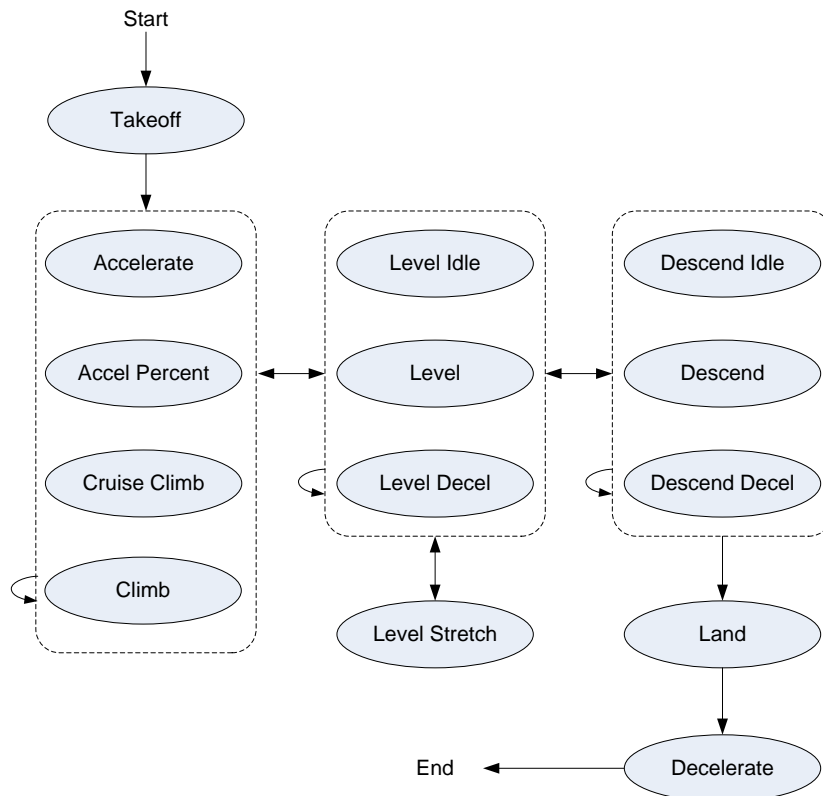 Start
Takeoff
Accelerate
Level Idle
Descend Idle
Accel Percent
Level
Descend
Cruise Climb
Level Decel
Descend Decel
Climb
Level Stretch
Land
End
Decelerate